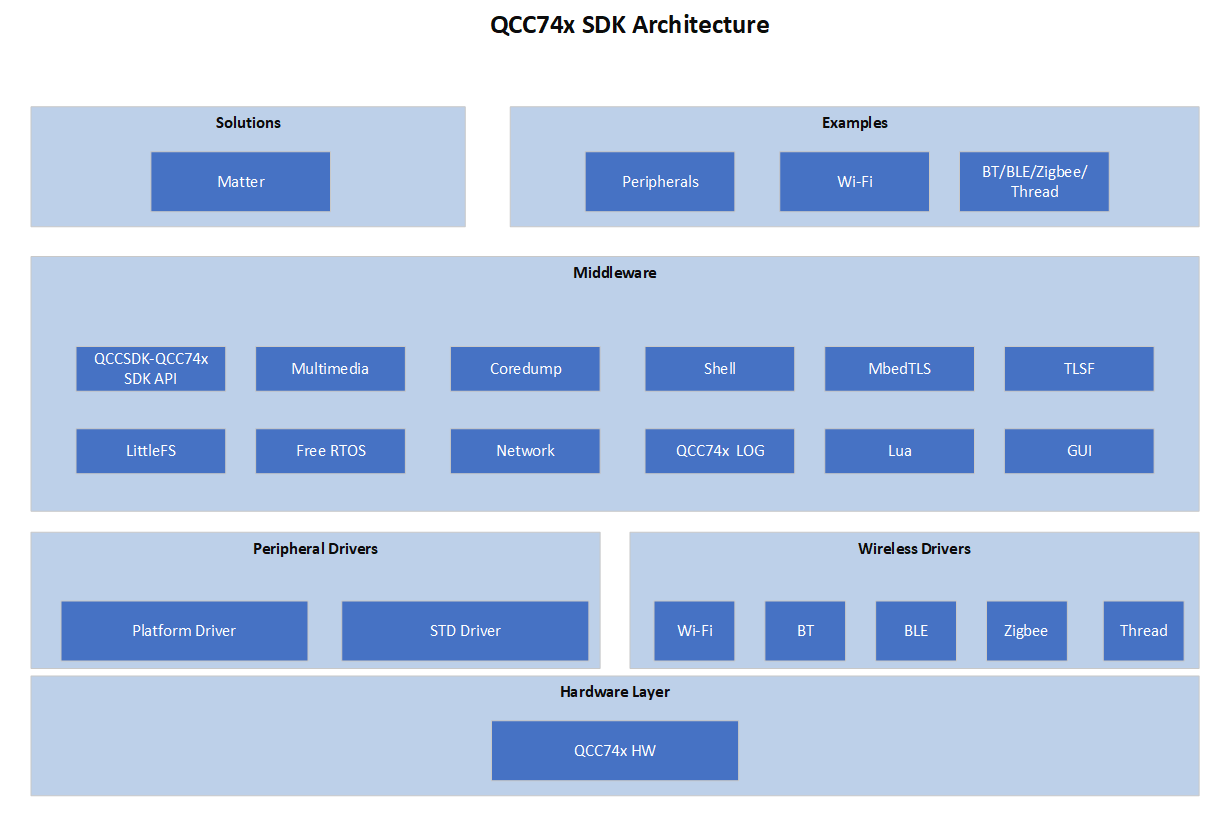 QCC74x SDK Architecture
Solutions
Matter
Examples
Peripherals
Wi-Fi
BT/BLE/Zigbee/
Thread
Middleware
QCCSDK-QCC74x
SDK API
Multimedia
Coredump
Shell
MbedTLS
TLSF
LittleFS
Free RTOS
Network
QCC74x LOG
Lua
GUI
Peripheral Drivers
Platform Driver
STD Driver
Wireless Drivers
Wi-Fi
BT
BLE
Zigbee
Thread
Hardware Layer
QCC74x HW